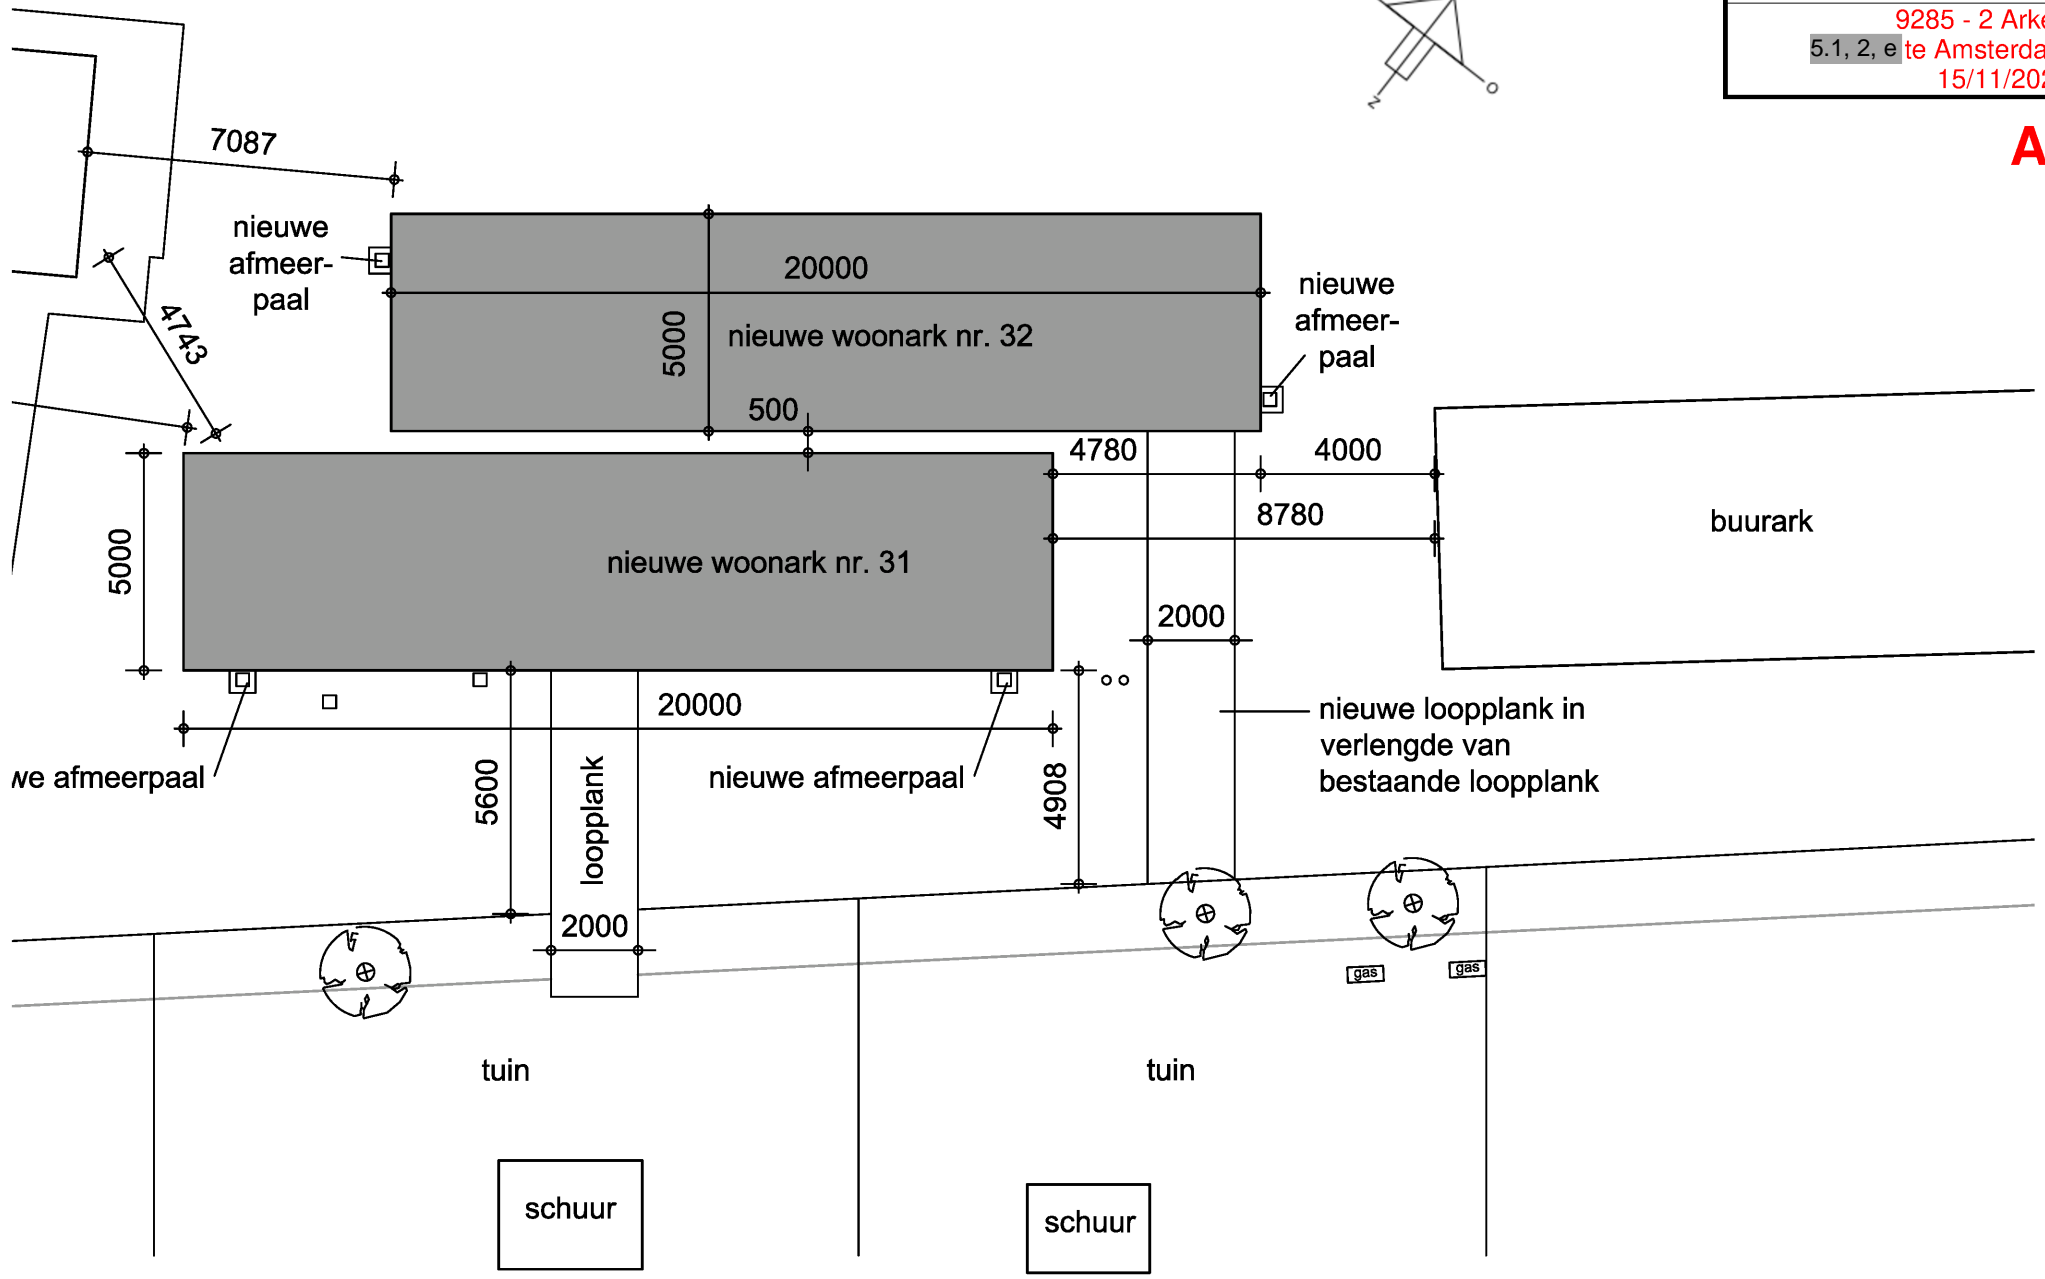 9285 - 2 Arke
5.1, 2, e te Amsterda
15/11/202
A
N
O
7087
nieuwe
afmeer-
paal
4743
20000
5000
nieuwe woonark nr. 32
500
nieuwe
afmeer-
paal
4780
4000
8780
buurark
5000
nieuwe woonark nr. 31
2000
20000
we afmeerpaal
5600
loopplank
nieuwe afmeerpaal
4908
nieuwe loopplank in
verlengde van
bestaande loopplank
2000
gas
gas
tuin
tuin
schuur
schuur